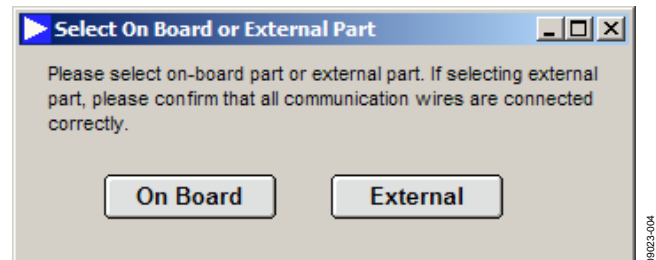 Select On Board or External Part
Please select on-board part or external part. If selecting external
part, please confirm that all communication wires are connected
correctly.
On Board
External
09023-004